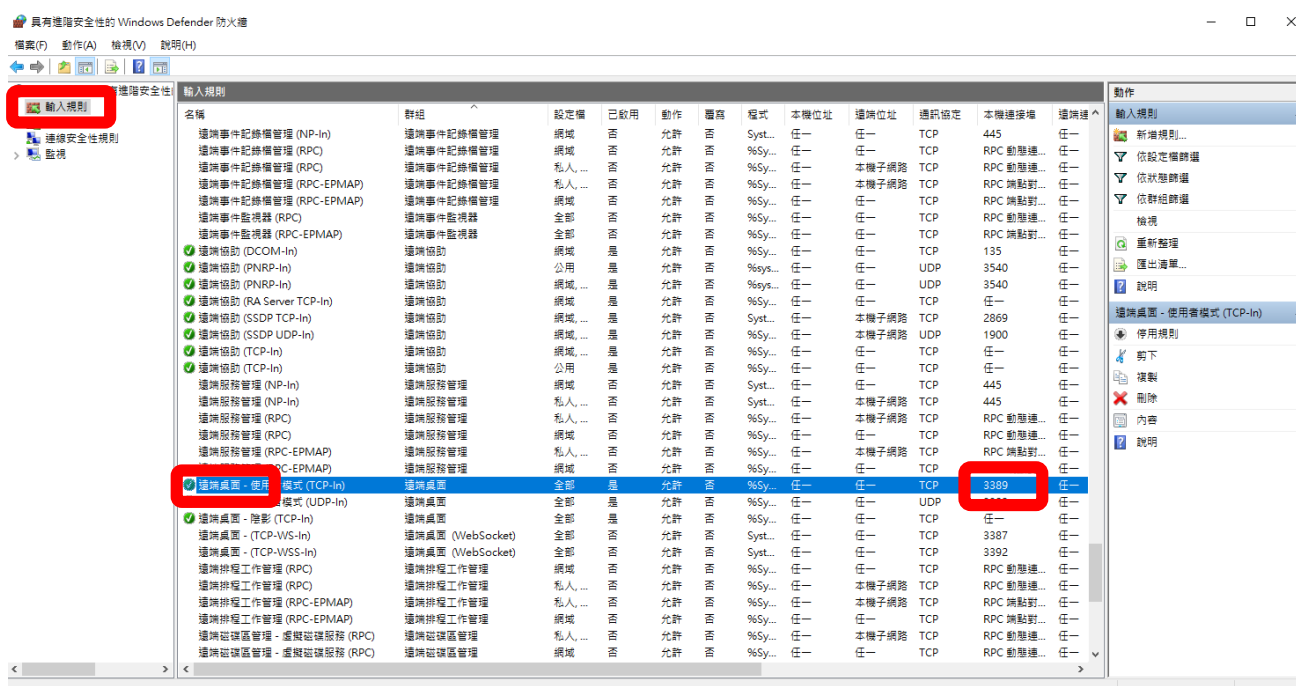 具有進階安全性的 Windows Defender 防火牆
檔案(F) 動作(A) 檢視(V) 說明(H)
有進階安全性
輸入規則
連線安全性規則
監視
輸入規則
名稱 群組 設定檔 已啟用 動作 覆寫 程式 本機位址 遠端位址 通訊協定 本機連接埠 遠端連
遠端事件記錄檔管理 (NP-In) 遠端事件記錄檔管理 網域 否 允許 否 Syst... 任一 任一 TCP 445 任一
遠端事件記錄檔管理 (RPC) 遠端事件記錄檔管理 網域 否 允許 否 %Sy... 任一 任一 TCP RPC 動態連... 任一
遠端事件記錄檔管理 (RPC) 遠端事件記錄檔管理 私人, ... 否 允許 否 %Sy... 任一 本機子網路 TCP RPC 動態連... 任一
遠端事件記錄檔管理 (RPC-EPMAP) 遠端事件記錄檔管理 私人, ... 否 允許 否 %Sy... 任一 本機子網路 TCP RPC 端點對... 任一
遠端事件記錄檔管理 (RPC-EPMAP) 遠端事件記錄檔管理 網域 否 允許 否 %Sy... 任一 任一 TCP RPC 端點對... 任一
遠端事件監視器 (RPC) 遠端事件監視器 全部 否 允許 否 %Sy... 任一 任一 TCP RPC 動態連... 任一
遠端事件監視器 (RPC-EPMAP) 遠端事件監視器 全部 否 允許 否 %Sy... 任一 任一 TCP RPC 端點對... 任一
遠端協助 (DCOM-In) 遠端協助 網域 是 允許 否 %Sy... 任一 任一 TCP 135 任一
遠端協助 (PNRP-In) 遠端協助 公用 是 允許 否 %sys... 任一 任一 UDP 3540 任一
遠端協助 (PNRP-In) 遠端協助 網域, ... 是 允許 否 %sys... 任一 任一 UDP 3540 任一
遠端協助 (RA Server TCP-In) 遠端協助 網域 是 允許 否 %Sy... 任一 任一 TCP 任一 任一
遠端協助 (SSDP TCP-In) 遠端協助 網域, ... 是 允許 否 Syst... 任一 本機子網路 TCP 2869 任一
遠端協助 (SSDP UDP-In) 遠端協助 網域, ... 是 允許 否 %Sy... 任一 本機子網路 UDP 1900 任一
遠端協助 (TCP-In) 遠端協助 網域, ... 是 允許 否 %Sy... 任一 任一 TCP 任一 任一
遠端協助 (TCP-In) 遠端協助 公用 是 允許 否 %Sy... 任一 任一 TCP 任一 任一
遠端服務管理 (NP-In) 遠端服務管理 網域 否 允許 否 Syst... 任一 任一 TCP 445 任一
遠端服務管理 (NP-In) 遠端服務管理 私人, ... 否 允許 否 Syst... 任一 本機子網路 TCP 445 任一
遠端服務管理 (RPC) 遠端服務管理 私人, ... 否 允許 否 %Sy... 任一 本機子網路 TCP RPC 動態連... 任一
遠端服務管理 (RPC) 遠端服務管理 網域 否 允許 否 %Sy... 任一 任一 TCP RPC 動態連... 任一
遠端服務管理 (RPC-EPMAP) 遠端服務管理 私人, ... 否 允許 否 %Sy... 任一 本機子網路 TCP RPC 端點對... 任一
PC-EPMAP) 遠端服務管理 網域 否 允許 否 %Sy... 任一 任一 TCP 任一
遠端桌面 - 使用 模式 (TCP-In) 遠端桌面 全部 是 允許 否 %Sy... 任一 任一 TCP 3389 任一
模式 (UDP-In) 遠端桌面 全部 是 允許 否 %Sy... 任一 任一 UDP 任一
遠端桌面 - 陰影 (TCP-In) 遠端桌面 全部 是 允許 否 %Sy... 任一 任一 TCP 任一 任一
遠端桌面 - (TCP-WS-In) 遠端桌面 (WebSocket) 全部 否 允許 否 Syst... 任一 任一 TCP 3387 任一
遠端桌面 - (TCP-WSS-In) 遠端桌面 (WebSocket) 全部 否 允許 否 Syst... 任一 任一 TCP 3392 任一
遠端排程工作管理 (RPC) 遠端排程工作管理 網域 否 允許 否 %Sy... 任一 任一 TCP RPC 動態連... 任一
遠端排程工作管理 (RPC) 遠端排程工作管理 私人, ... 否 允許 否 %Sy... 任一 本機子網路 TCP RPC 動態連... 任一
遠端排程工作管理 (RPC-EPMAP) 遠端排程工作管理 私人, ... 否 允許 否 %Sy... 任一 本機子網路 TCP RPC 端點對... 任一
遠端排程工作管理 (RPC-EPMAP) 遠端排程工作管理 網域 否 允許 否 %Sy... 任一 任一 TCP RPC 端點對... 任一
遠端磁碟區管理 - 虛擬磁碟服務 (RPC) 遠端磁碟區管理 私人, ... 否 允許 否 %Sy... 任一 本機子網路 TCP RPC 動態連... 任一
遠端磁碟區管理 - 虛擬磁碟服務 (RPC) 遠端磁碟區管理 網域 否 允許 否 %Sy... 任一 任一 TCP RPC 動態連... 任一
動作
輸入規則
新增規則...
依設定檔篩選
依狀態篩選
依群組篩選
檢視
重新整理
匯出清單...
說明
遠端桌面 - 使用者模式 (TCP-In)
停用規則
剪下
複製
刪除
內容
說明